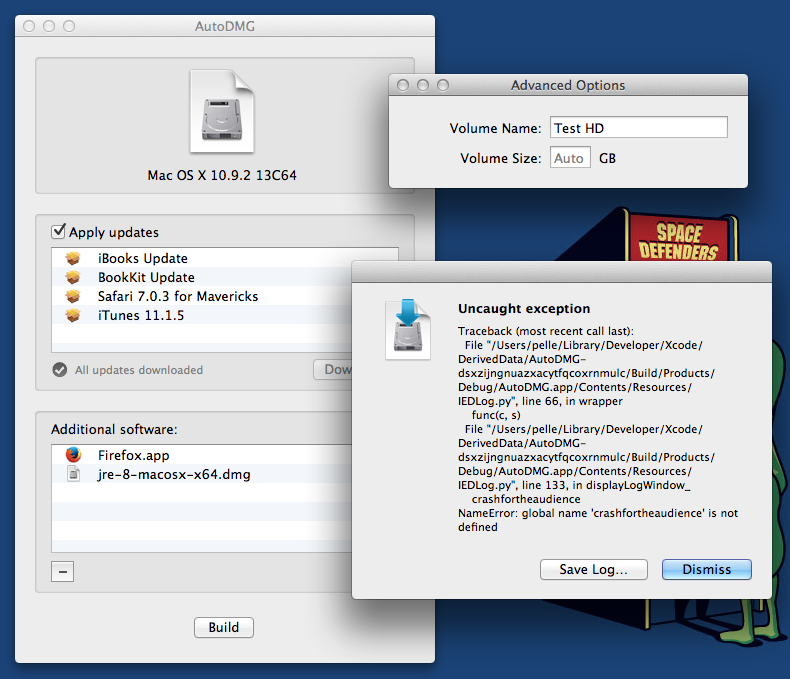 AutoDMG
Mac OS X 10.9.2 13C64
Apply updates
iBooks Update
BookKit Update
Safari 7.0.3 for Mavericks
iTunes 11.1.5
All updates downloaded
Dow
Additional software:
Firefox.app
jre-8-macosx-x64.dmg
Build
Advanced Options
Volume Name: Test HD
Volume Size: Auto GB
SPACE
DEFENDERS
Uncaught exception
Traceback (most recent call last):
File "/Users/pelle/Library/Developer/Xcode/
DerivedData/AutoDMG-
dsxzijngnuazxacytfqcoxrnmulc/Build/Products/
Debug/AutoDMG.app/Contents/Resources/
IEDLog.py", line 66, in wrapper
func(c, s)
File "/Users/pelle/Library/Developer/Xcode/
DerivedData/AutoDMG-
dsxzijngnuazxacytfqcoxrnmulc/Build/Products/
Debug/AutoDMG.app/Contents/Resources/
IEDLog.py", line 133, in displayLogWindow_
crashfortheaudience
NameError: global name 'crashfortheaudience' is not
defined
Save Log...
Dismiss